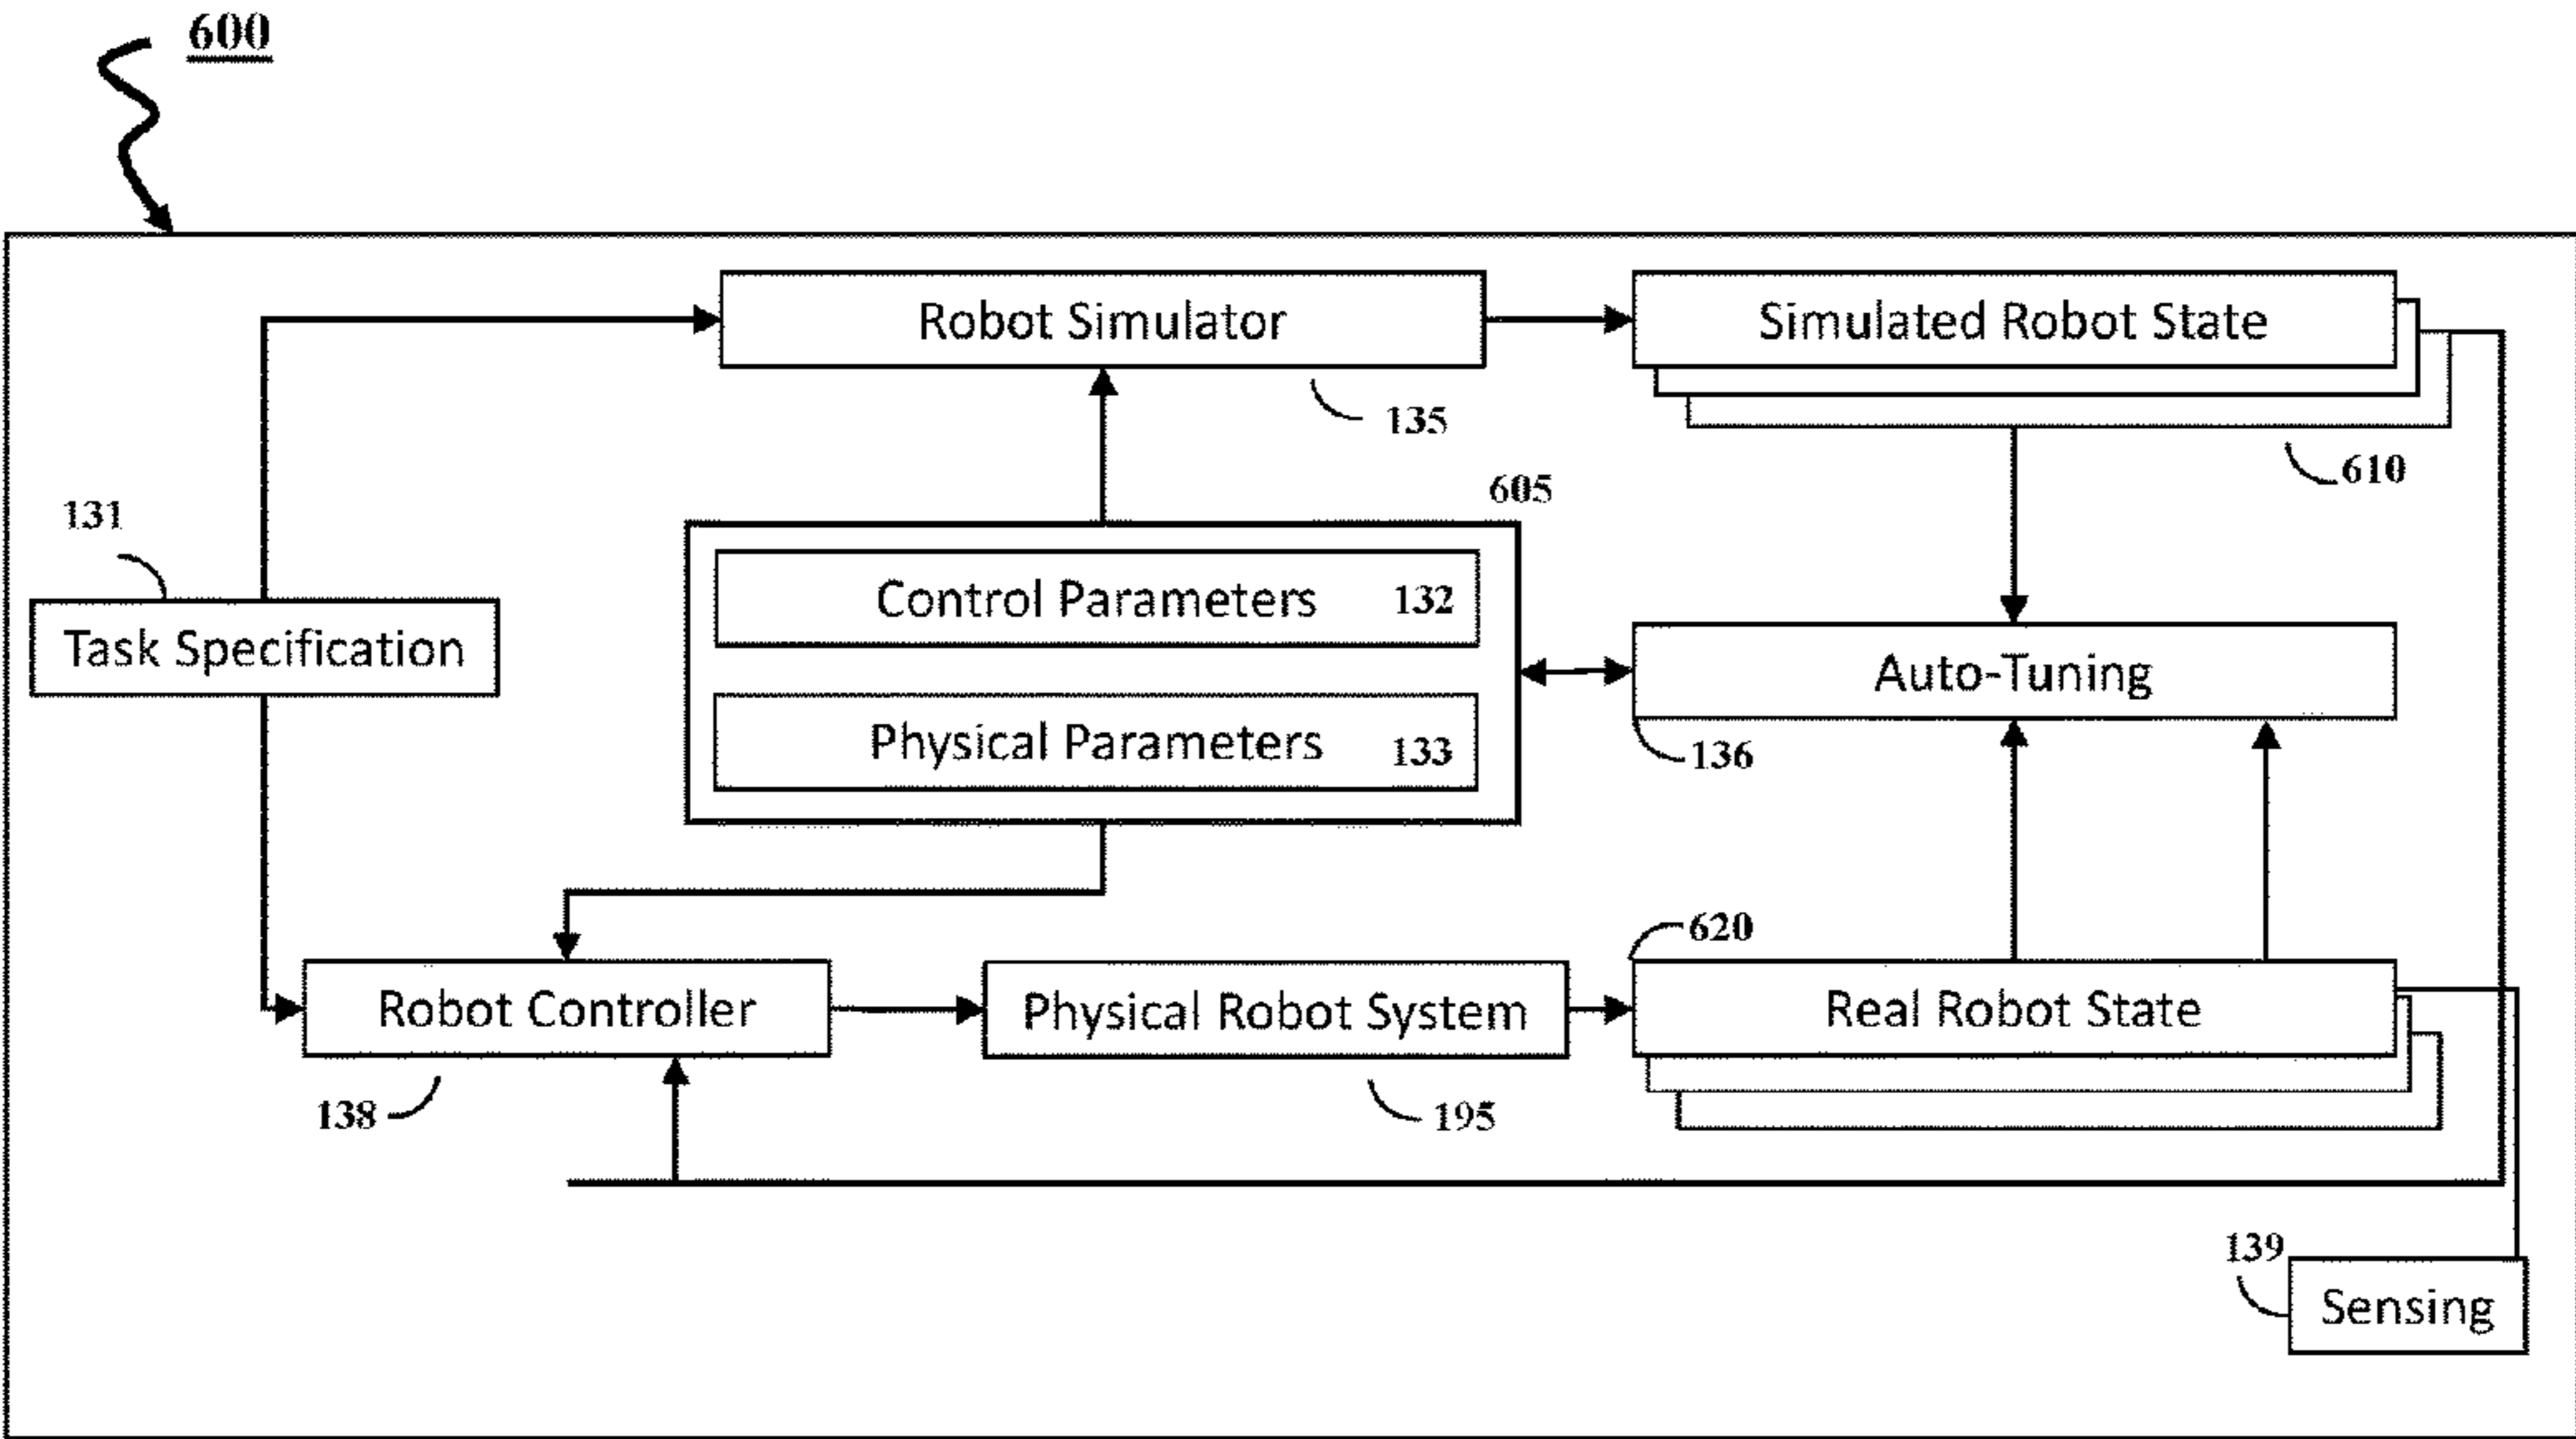 600
Robot Simulator
Simulated Robot State
135
610
605
131
Control Parameters 132
Task Specification
Auto-Tuning
Physical Parameters 133
136
620
Robot Controller
Physical Robot System
Real Robot State
138
195
139
Sensing